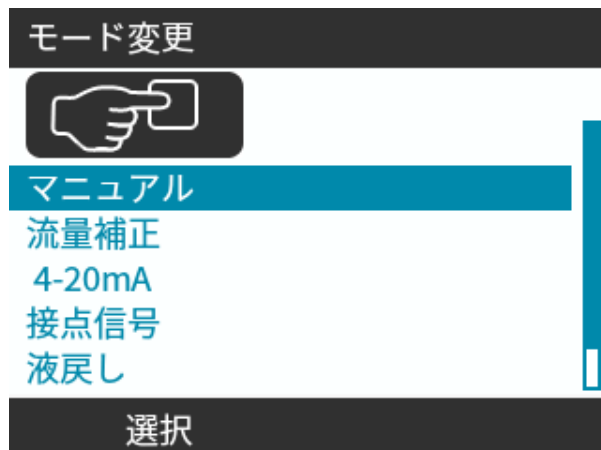 モード変更
マニュアル
流量補正
4-20mA
接点信号
液戻し
選択